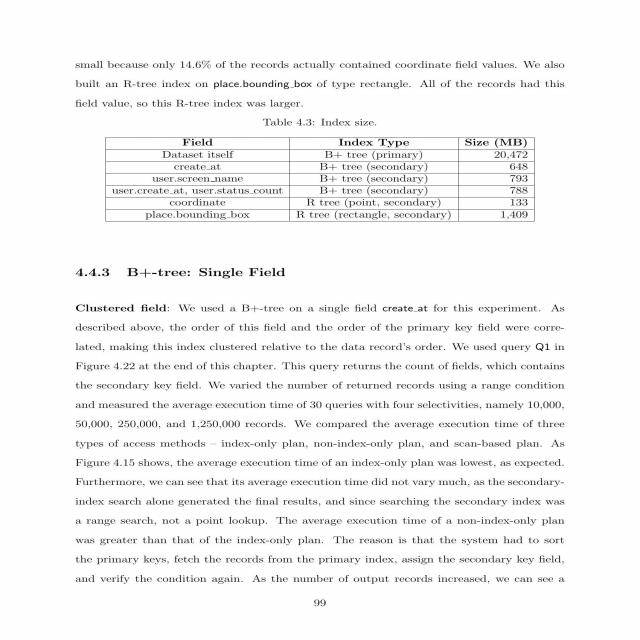 small because only 14.6% of the records actually contained coordinate field values. We also
built an R-tree index on place.bounding_box of type rectangle. All of the records had this
field value, so this R-tree index was larger.
Table 4.3: Index size.
Field Index Type Size (MB)
Dataset itself B+ tree (primary) 20,472
create_at B+ tree (secondary) 648
user.screen_name B+ tree (secondary) 793
user.create_at, user.status_count B+ tree (secondary) 788
coordinate R tree (point, secondary) 133
place.bounding_box R tree (rectangle, secondary) 1,409
4.4.3 B+-tree: Single Field
Clustered field: We used a B+-tree on a single field create_at for this experiment. As
described above, the order of this field and the order of the primary key field were corre-
lated, making this index clustered relative to the data record's order. We used query Q1 in
Figure 4.22 at the end of this chapter. This query returns the count of fields, which contains
the secondary key field. We varied the number of returned records using a range condition
and measured the average execution time of 30 queries with four selectivities, namely 10,000,
50,000, 250,000, and 1,250,000 records. We compared the average execution time of three
types of access methods – index-only plan, non-index-only plan, and scan-based plan. As
Figure 4.15 shows, the average execution time of an index-only plan was lowest, as expected.
Furthermore, we can see that its average execution time did not vary much, as the secondary-
index search alone generated the final results, and since searching the secondary index was
a range search, not a point lookup. The average execution time of a non-index-only plan
was greater than that of the index-only plan. The reason is that the system had to sort
the primary keys, fetch the records from the primary index, assign the secondary key field,
and verify the condition again. As the number of output records increased, we can see a
99